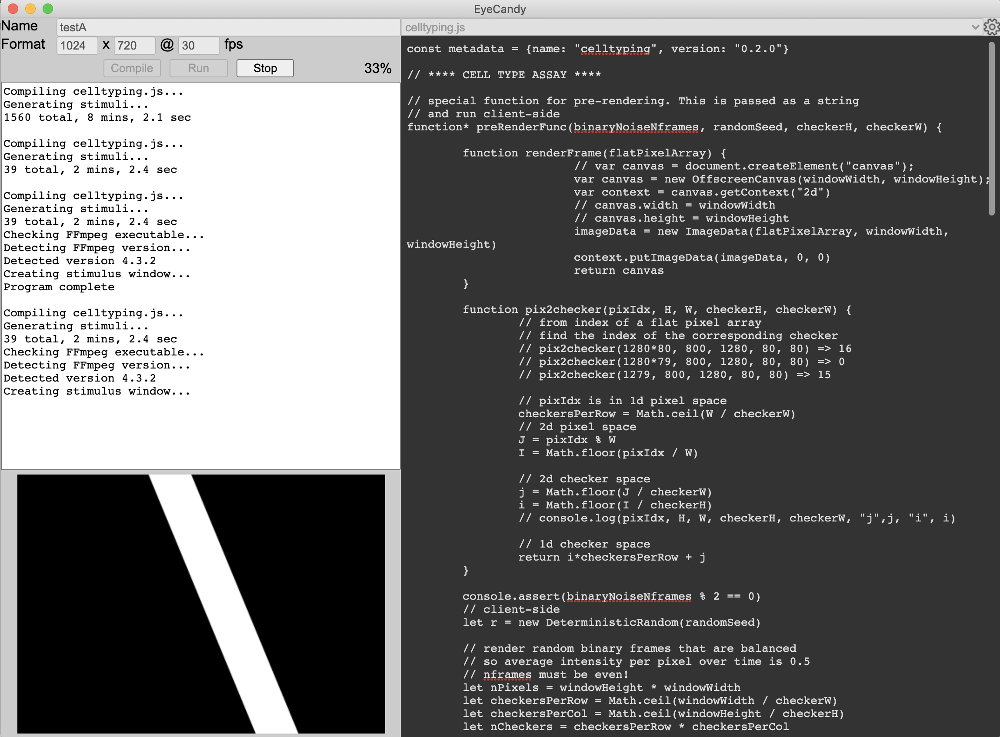 EyeCandy
Name testA
Format 1024 x 720 @ 30 fps
Compile Run Stop 33%
Compiling celltyping.js...
Generating stimuli...
1560 total, 8 mins, 2.1 sec
Compiling celltyping.js...
Generating stimuli...
39 total, 2 mins, 2.4 sec
Compiling celltyping.js...
Generating stimuli...
39 total, 2 mins, 2.4 sec
Checking FFmpeg executable...
Detecting FFmpeg version...
Detected version 4.3.2
Creating stimulus window...
Program complete
Compiling celltyping.js...
Generating stimuli...
39 total, 2 mins, 2.4 sec
Checking FFmpeg executable...
Detecting FFmpeg version...
Detected version 4.3.2
Creating stimulus window...
celltyping.js
const metadata = {name: "celltyping", version: "0.2.0"}
// **** CELL TYPE ASSAY ****
// special function for pre-rendering. This is passed as a string
// and run client-side
function* preRenderFunc(binaryNoiseNframes, randomSeed, checkerH, checkerW) {
function renderFrame(flatPixelArray) {
// var canvas = document.createElement("canvas");
var canvas = new OffscreenCanvas(windowWidth, windowHeight);
var context = canvas.getContext("2d")
// canvas.width = windowWidth
// canvas.height = windowHeight
imageData = new ImageData(flatPixelArray, windowWidth,
windowHeight)
context.putImageData(imageData, 0, 0)
return canvas
}
function pix2checker(pixIdx, H, W, checkerH, checkerW) {
// from index of a flat pixel array
// find the index of the corresponding checker
// pix2checker(1280*80, 800, 1280, 80, 80) => 16
// pix2checker(1280*79, 800, 1280, 80, 80) => 0
// pix2checker(1279, 800, 1280, 80, 80) => 15
// pixIdx is in 1d pixel space
checkersPerRow = Math.ceil(W / checkerW)
// 2d pixel space
J = pixIdx % W
I = Math.floor(pixIdx / W)
// 2d checker space
j = Math.floor(J / checkerW)
i = Math.floor(I / checkerH)
// console.log(pixIdx, H, W, checkerH, checkerW, "j",j, "i", i)
// 1d checker space
return i*checkersPerRow + j
}
console.assert(binaryNoiseNframes % 2 == 0)
// client-side
let r = new DeterministicRandom(randomSeed)
// render random binary frames that are balanced
// so average intensity per pixel over time is 0.5
// nframes must be even!
let nPixels = windowHeight * windowWidth
let checkersPerRow = Math.ceil(windowWidth / checkerW)
let checkersPerCol = Math.ceil(windowHeight / checkerH)
let nCheckers = checkersPerRow * checkersPerCol